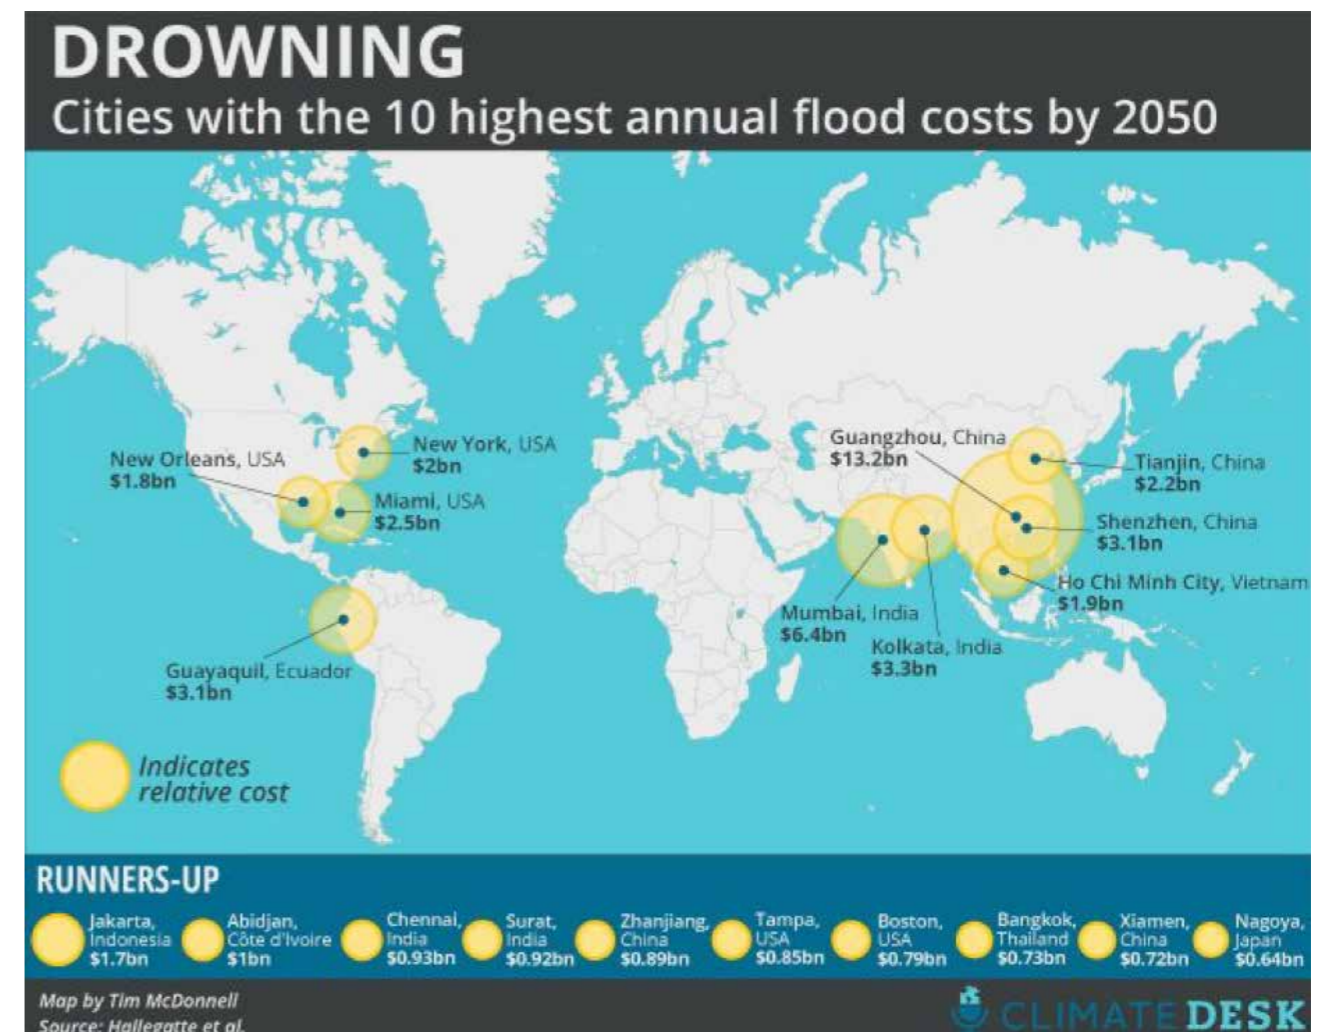 DROWNING
Cities with the 10 highest annual flood costs by 2050
New Orleans, USA
$1.8bn
New York, USA
$2bn
Miami, USA
$2.5bn
Guayaquil, Ecuador
$3.1bn
Guangzhou, China
$13.2bn
Tianjin, China
$2.2bn
Shenzhen, China
$3.1bn
Ho Chi Minh City, Vietnam
$1.9bn
Mumbai, India
$6.4bn
Kolkata, India
$3.3bn
Indicates
relative cost
RUNNERS-UP
Jakarta,
Indonesia
$1.7bn
Abidjan,
Côte d'Ivoire
$1bn
Chennai,
India
$0.93bn
Surat,
India
$0.92bn
Zhanjiang,
China
$0.89bn
Tampa,
USA
$0.85bn
Boston,
USA
$0.79bn
Bangkok,
Thailand
$0.73bn
Xiamen,
China
$0.72bn
Nagoya,
Japan
$0.64bn
Map by Tim McDonnell
Source: Hallegatte et al.
CLIMATE DESK